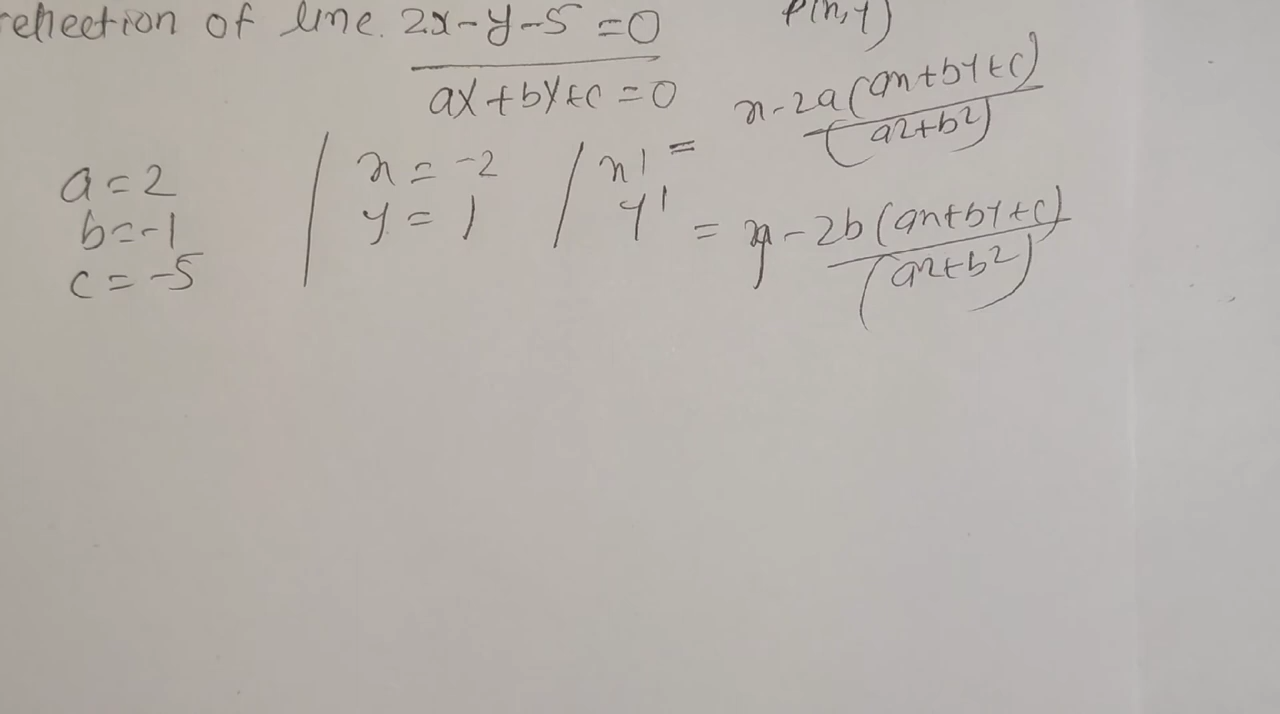 reflection of line. 2x-y-5=0 P(x,y)
ax+by+c=0
a=2
b=-1
c=-5
x=-2
y=1
x' = x-2a(ax+by+c)
(a2+b2)
y' = y-2b(ax+by+c)
(a2+b2)